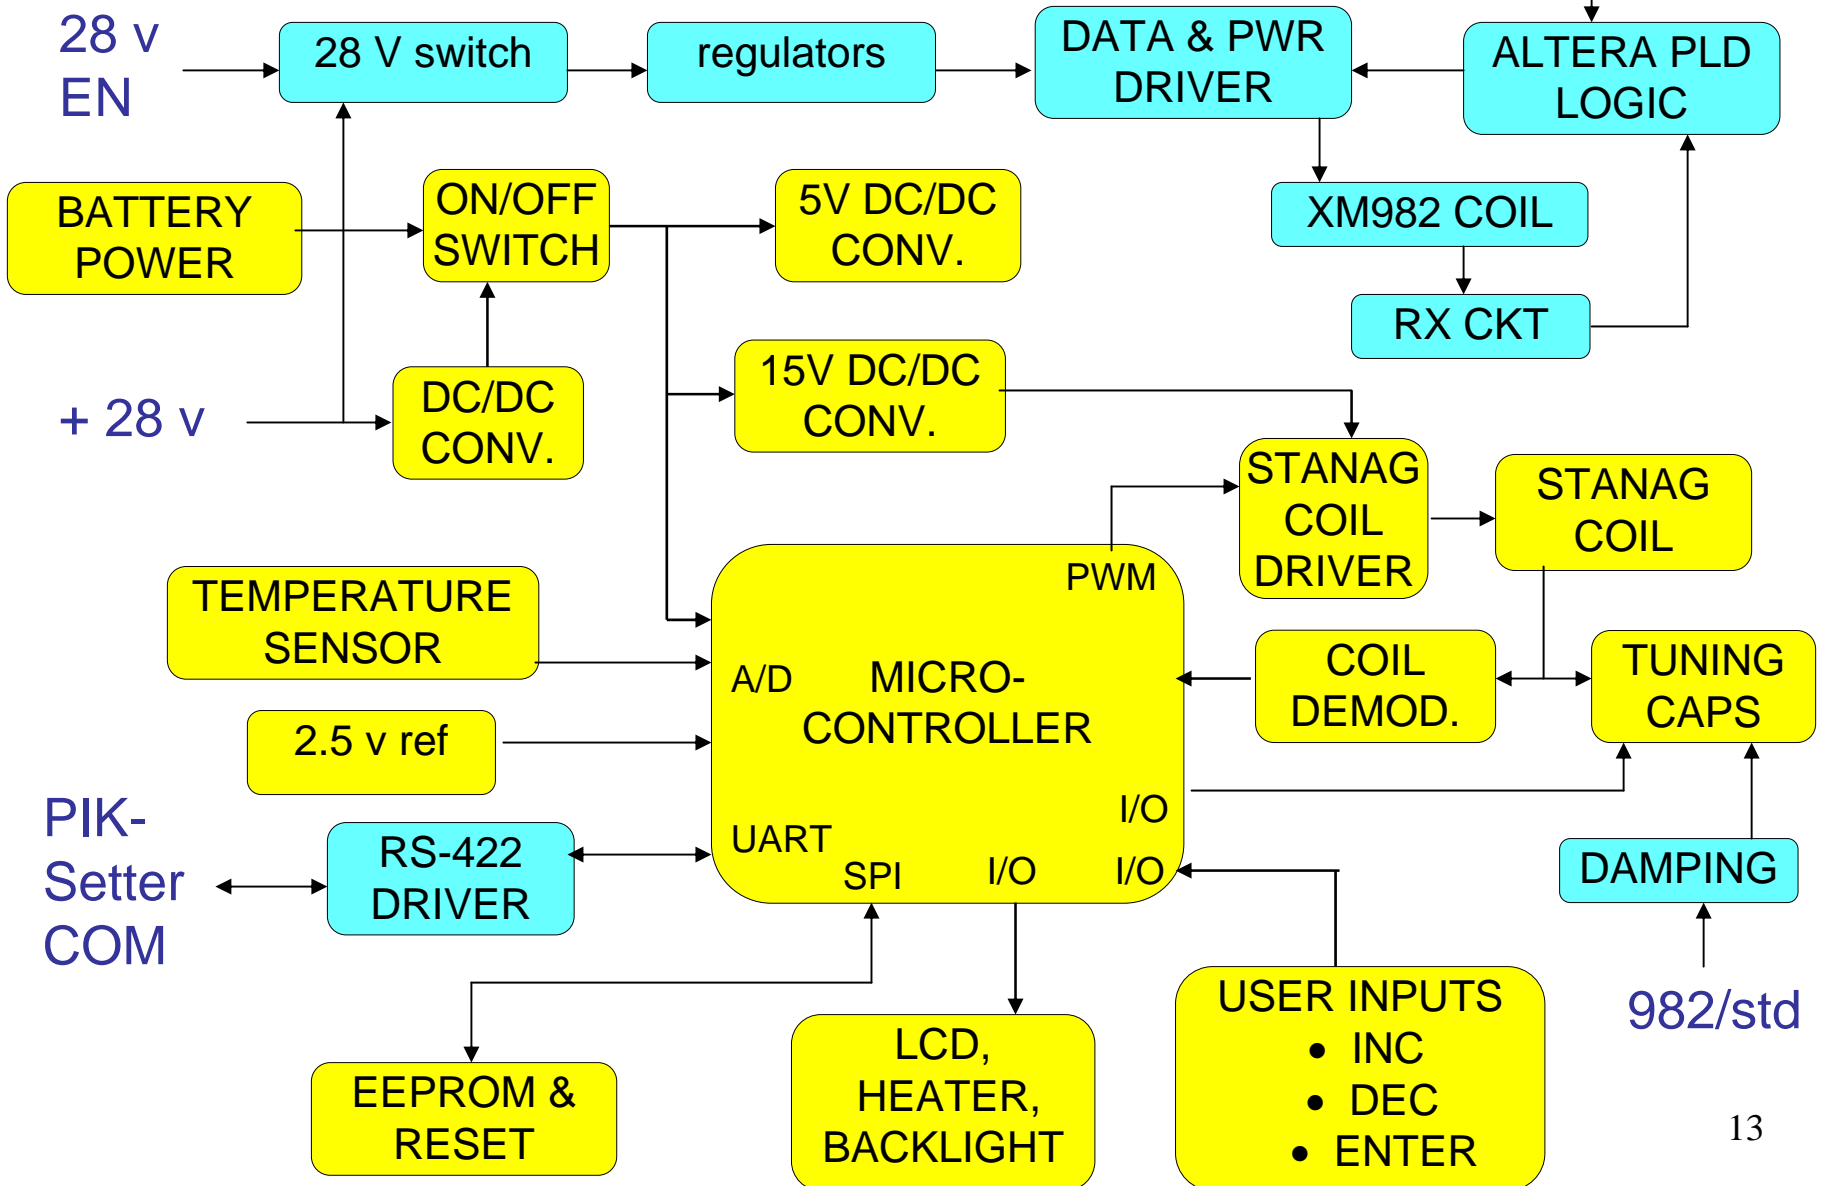 28 v
EN
28 V switch
regulators
DATA & PWR
DRIVER
ALTERA PLD
LOGIC
BATTERY
POWER
ON/OFF
SWITCH
5V DC/DC
CONV.
XM982 COIL
RX CKT
+ 28 v
DC/DC
CONV.
15V DC/DC
CONV.
STANAG
COIL
DRIVER
STANAG
COIL
TEMPERATURE
SENSOR
PWM
A/D
MICRO-
CONTROLLER
COIL
DEMOD.
TUNING
CAPS
2.5 v ref
I/O
PIK-
Setter
COM
RS-422
DRIVER
UART
SPI
I/O
I/O
DAMPING
982/std
EEPROM &
RESET
LCD,
HEATER,
BACKLIGHT
USER INPUTS
• INC
• DEC
• ENTER
13